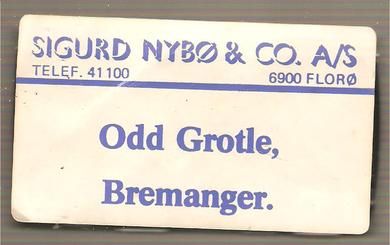 SIGURD NYBØ & CO. A/S
TELEF. 41100 6900 FLORØ
Odd Grotle,
Bremanger.